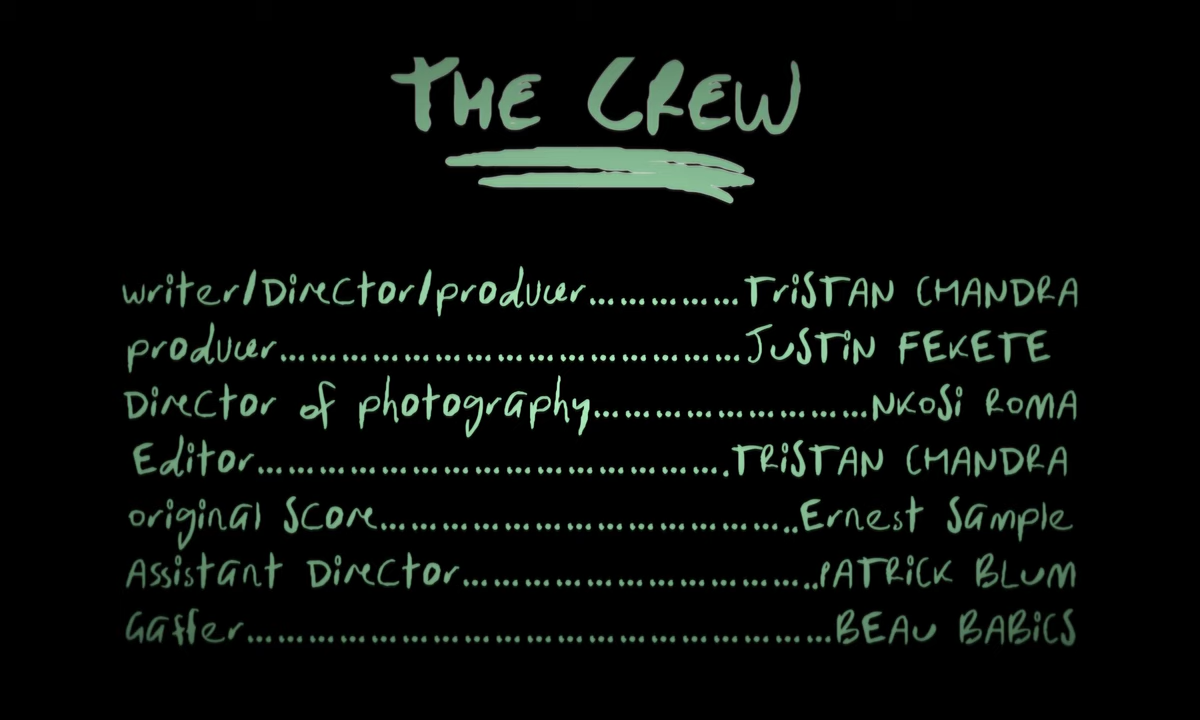 THE CREW
writer/Director/producer...............TRiSTAN CHANDRA
producer.............................................JUSTiN FEKETE
Director of photography...........................NKOSi ROMA
Editor..............................................TRiSTAN CHANDRA
original Score.........................................Ernest Sample
Assistant Director...................................PATRiCK BLUM
Gaffer.........................................................BEAU BABiCS